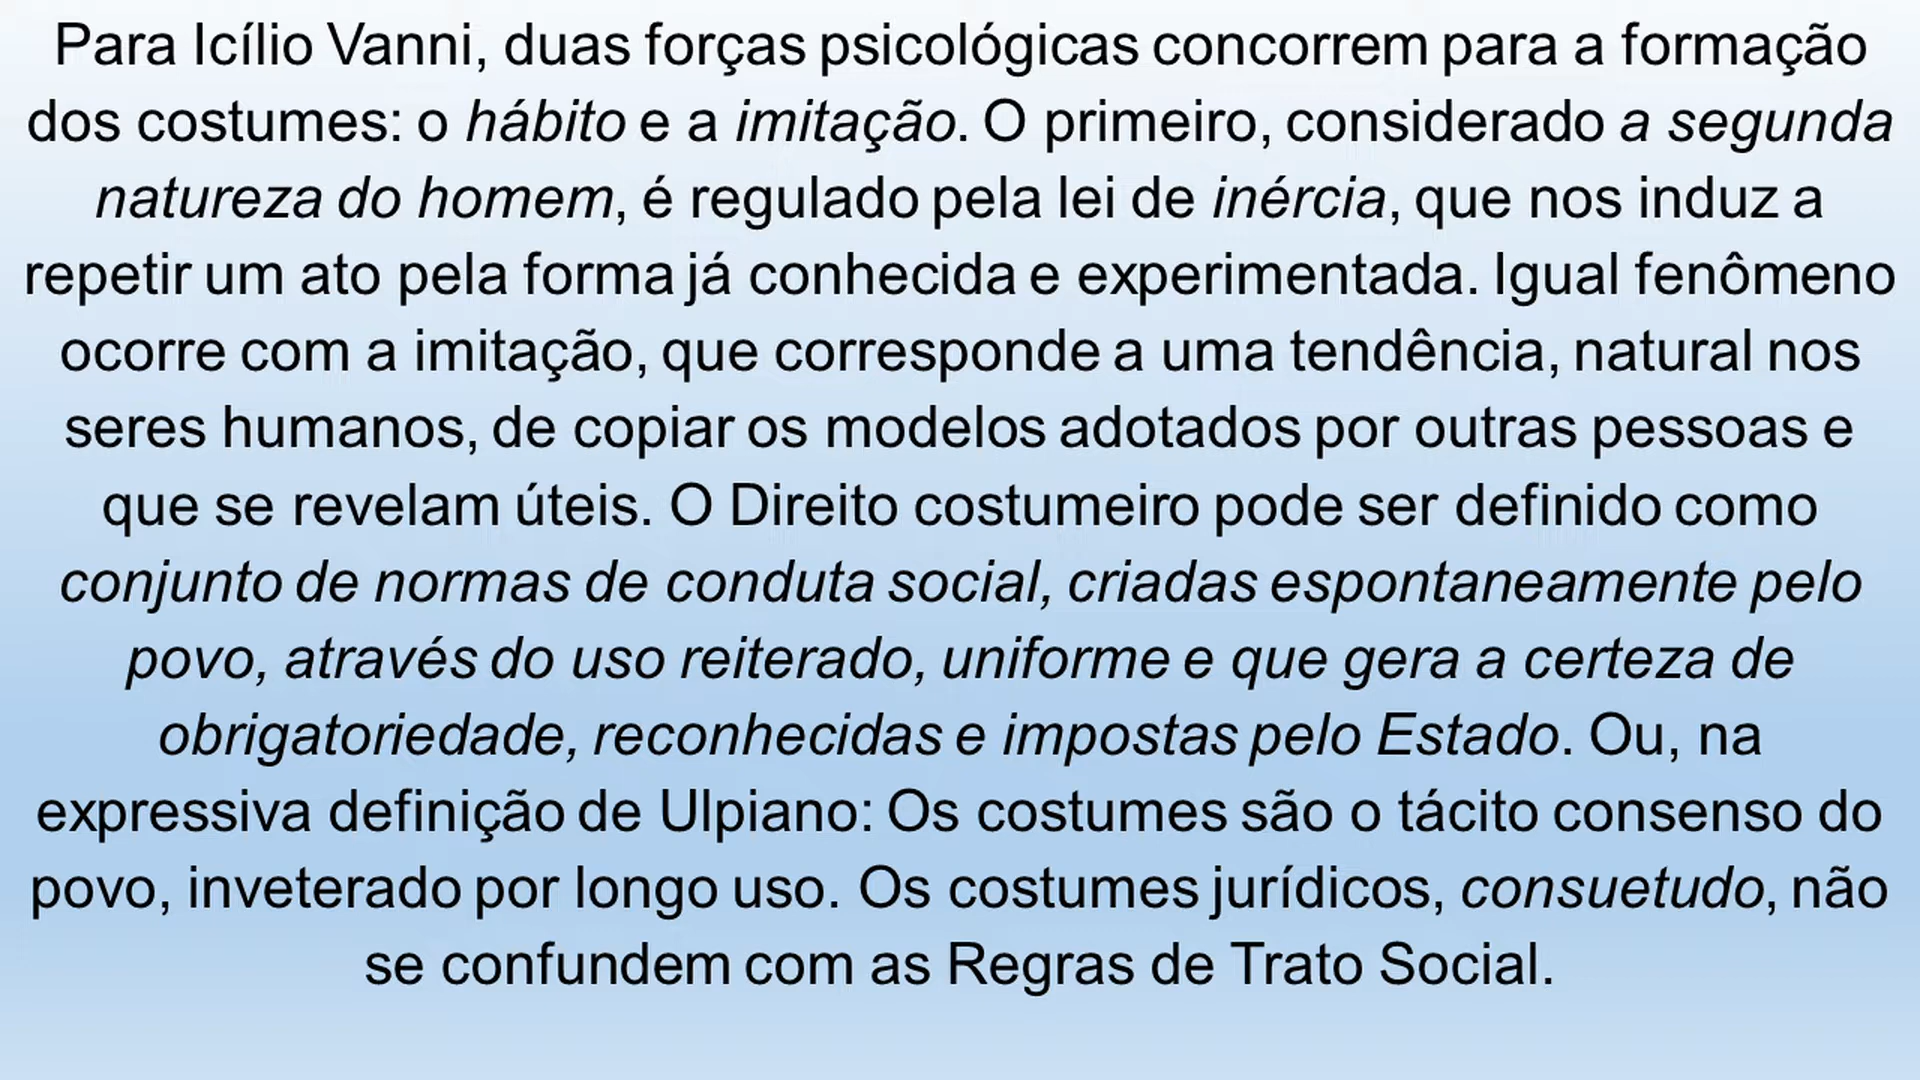 Para Icílio Vanni, duas forças psicológicas concorrem para a formação
dos costumes: o hábito e a imitação. O primeiro, considerado a segunda
natureza do homem, é regulado pela lei de inércia, que nos induz a
repetir um ato pela forma já conhecida e experimentada. Igual fenômeno
ocorre com a imitação, que corresponde a uma tendência, natural nos
seres humanos, de copiar os modelos adotados por outras pessoas e
que se revelam úteis. O Direito costumeiro pode ser definido como
conjunto de normas de conduta social, criadas espontaneamente pelo
povo, através do uso reiterado, uniforme e que gera a certeza de
obrigatoriedade, reconhecidas e impostas pelo Estado. Ou, na
expressiva definição de Ulpiano: Os costumes são o tácito consenso do
povo, inveterado por longo uso. Os costumes jurídicos, consuetudo, não
se confundem com as Regras de Trato Social.